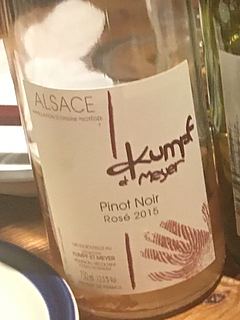 ALSACE
APPELLATION D'ORIGINE PROTÉGÉE
Kumpf
et Meyer
Pinot Noir
Rosé 2015
KUMPF ET MEYER